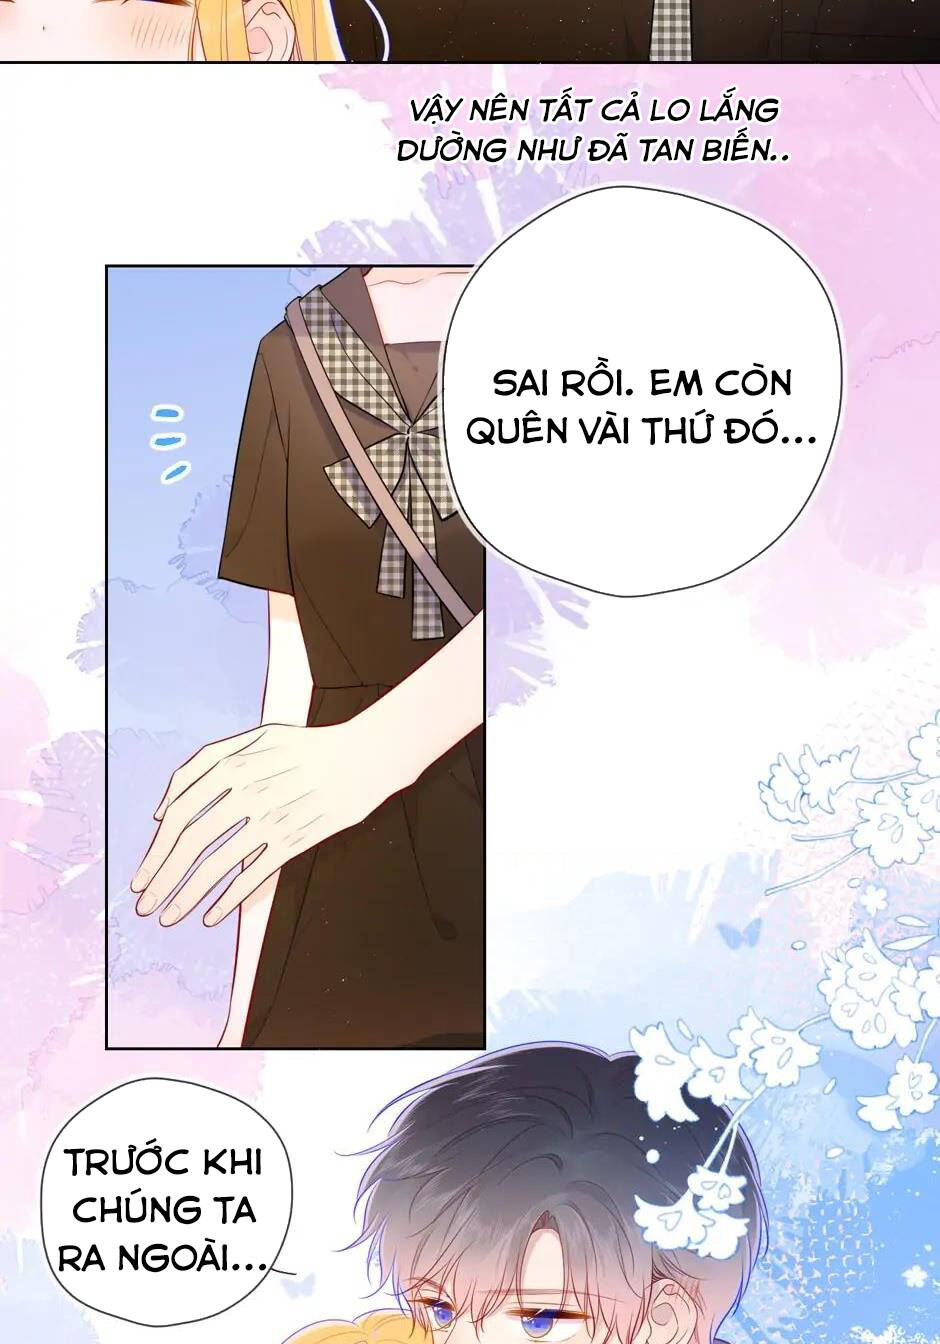 VẬY NÊN TẤT CẢ LO LẮNG
DƯỜNG NHƯ ĐÃ TAN BIẾN..
SAI RỒI. EM CÒN
QUÊN VÀI THỨ ĐÓ...
TRƯỚC KHI
CHÚNG TA
RA NGOÀI...